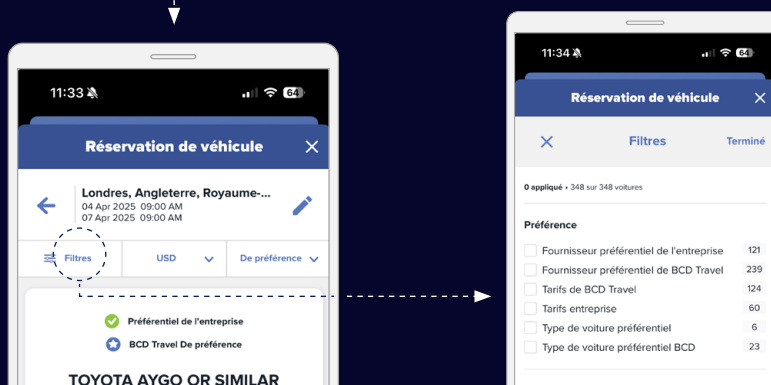 11:33
64
Réservation de véhicule
Londres, Angleterre, Royaume-...
04 Apr 2025 09:00 AM
07 Apr 2025 09:00 AM
Filtres
USD
De préférence
Préférentiel de l'entreprise
BCD Travel De préférence
TOYOTA AYGO OR SIMILAR
11:34
64
Réservation de véhicule
Filtres
Terminé
0 appliqué • 348 sur 348 voitures
Préférence
Fournisseur préférentiel de l'entreprise 121
Fournisseur préférentiel de BCD Travel 239
Tarifs de BCD Travel 124
Tarifs entreprise 60
Type de voiture préférentiel 6
Type de voiture préférentiel BCD 23